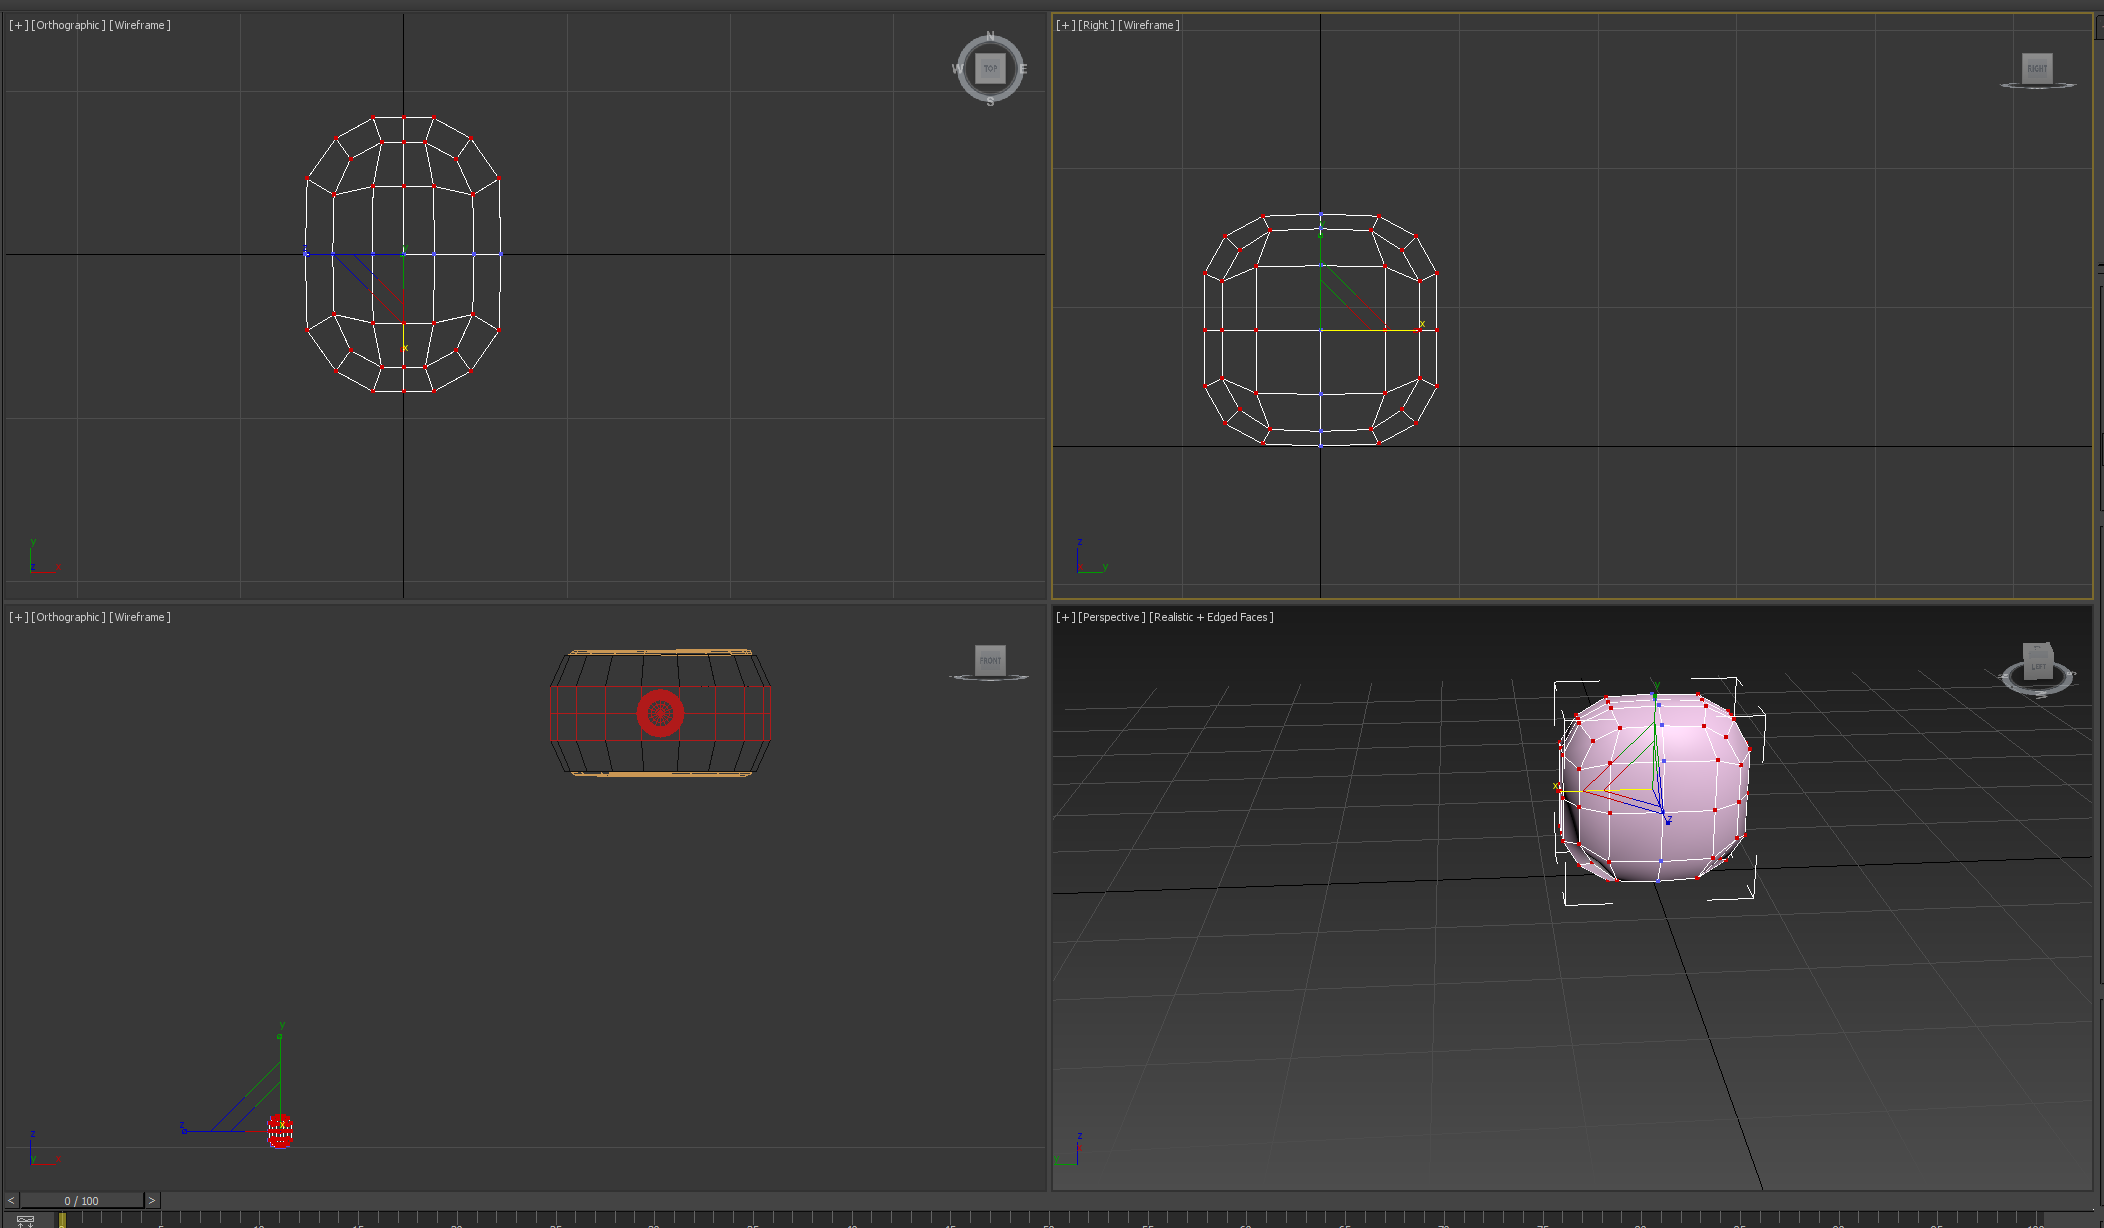 [+] [Orthographic] [Wireframe]
N
W TOP E
S
y
x
z
y
x
[+] [Right] [Wireframe]
RIGHT
x
z
y
[+] [Orthographic] [Wireframe]
FRONT
y
z
x
z
y
x
[+] [Perspective] [Realistic + Edged Faces]
LEFT
y
x
z
z
x
y
< 0 / 100 >